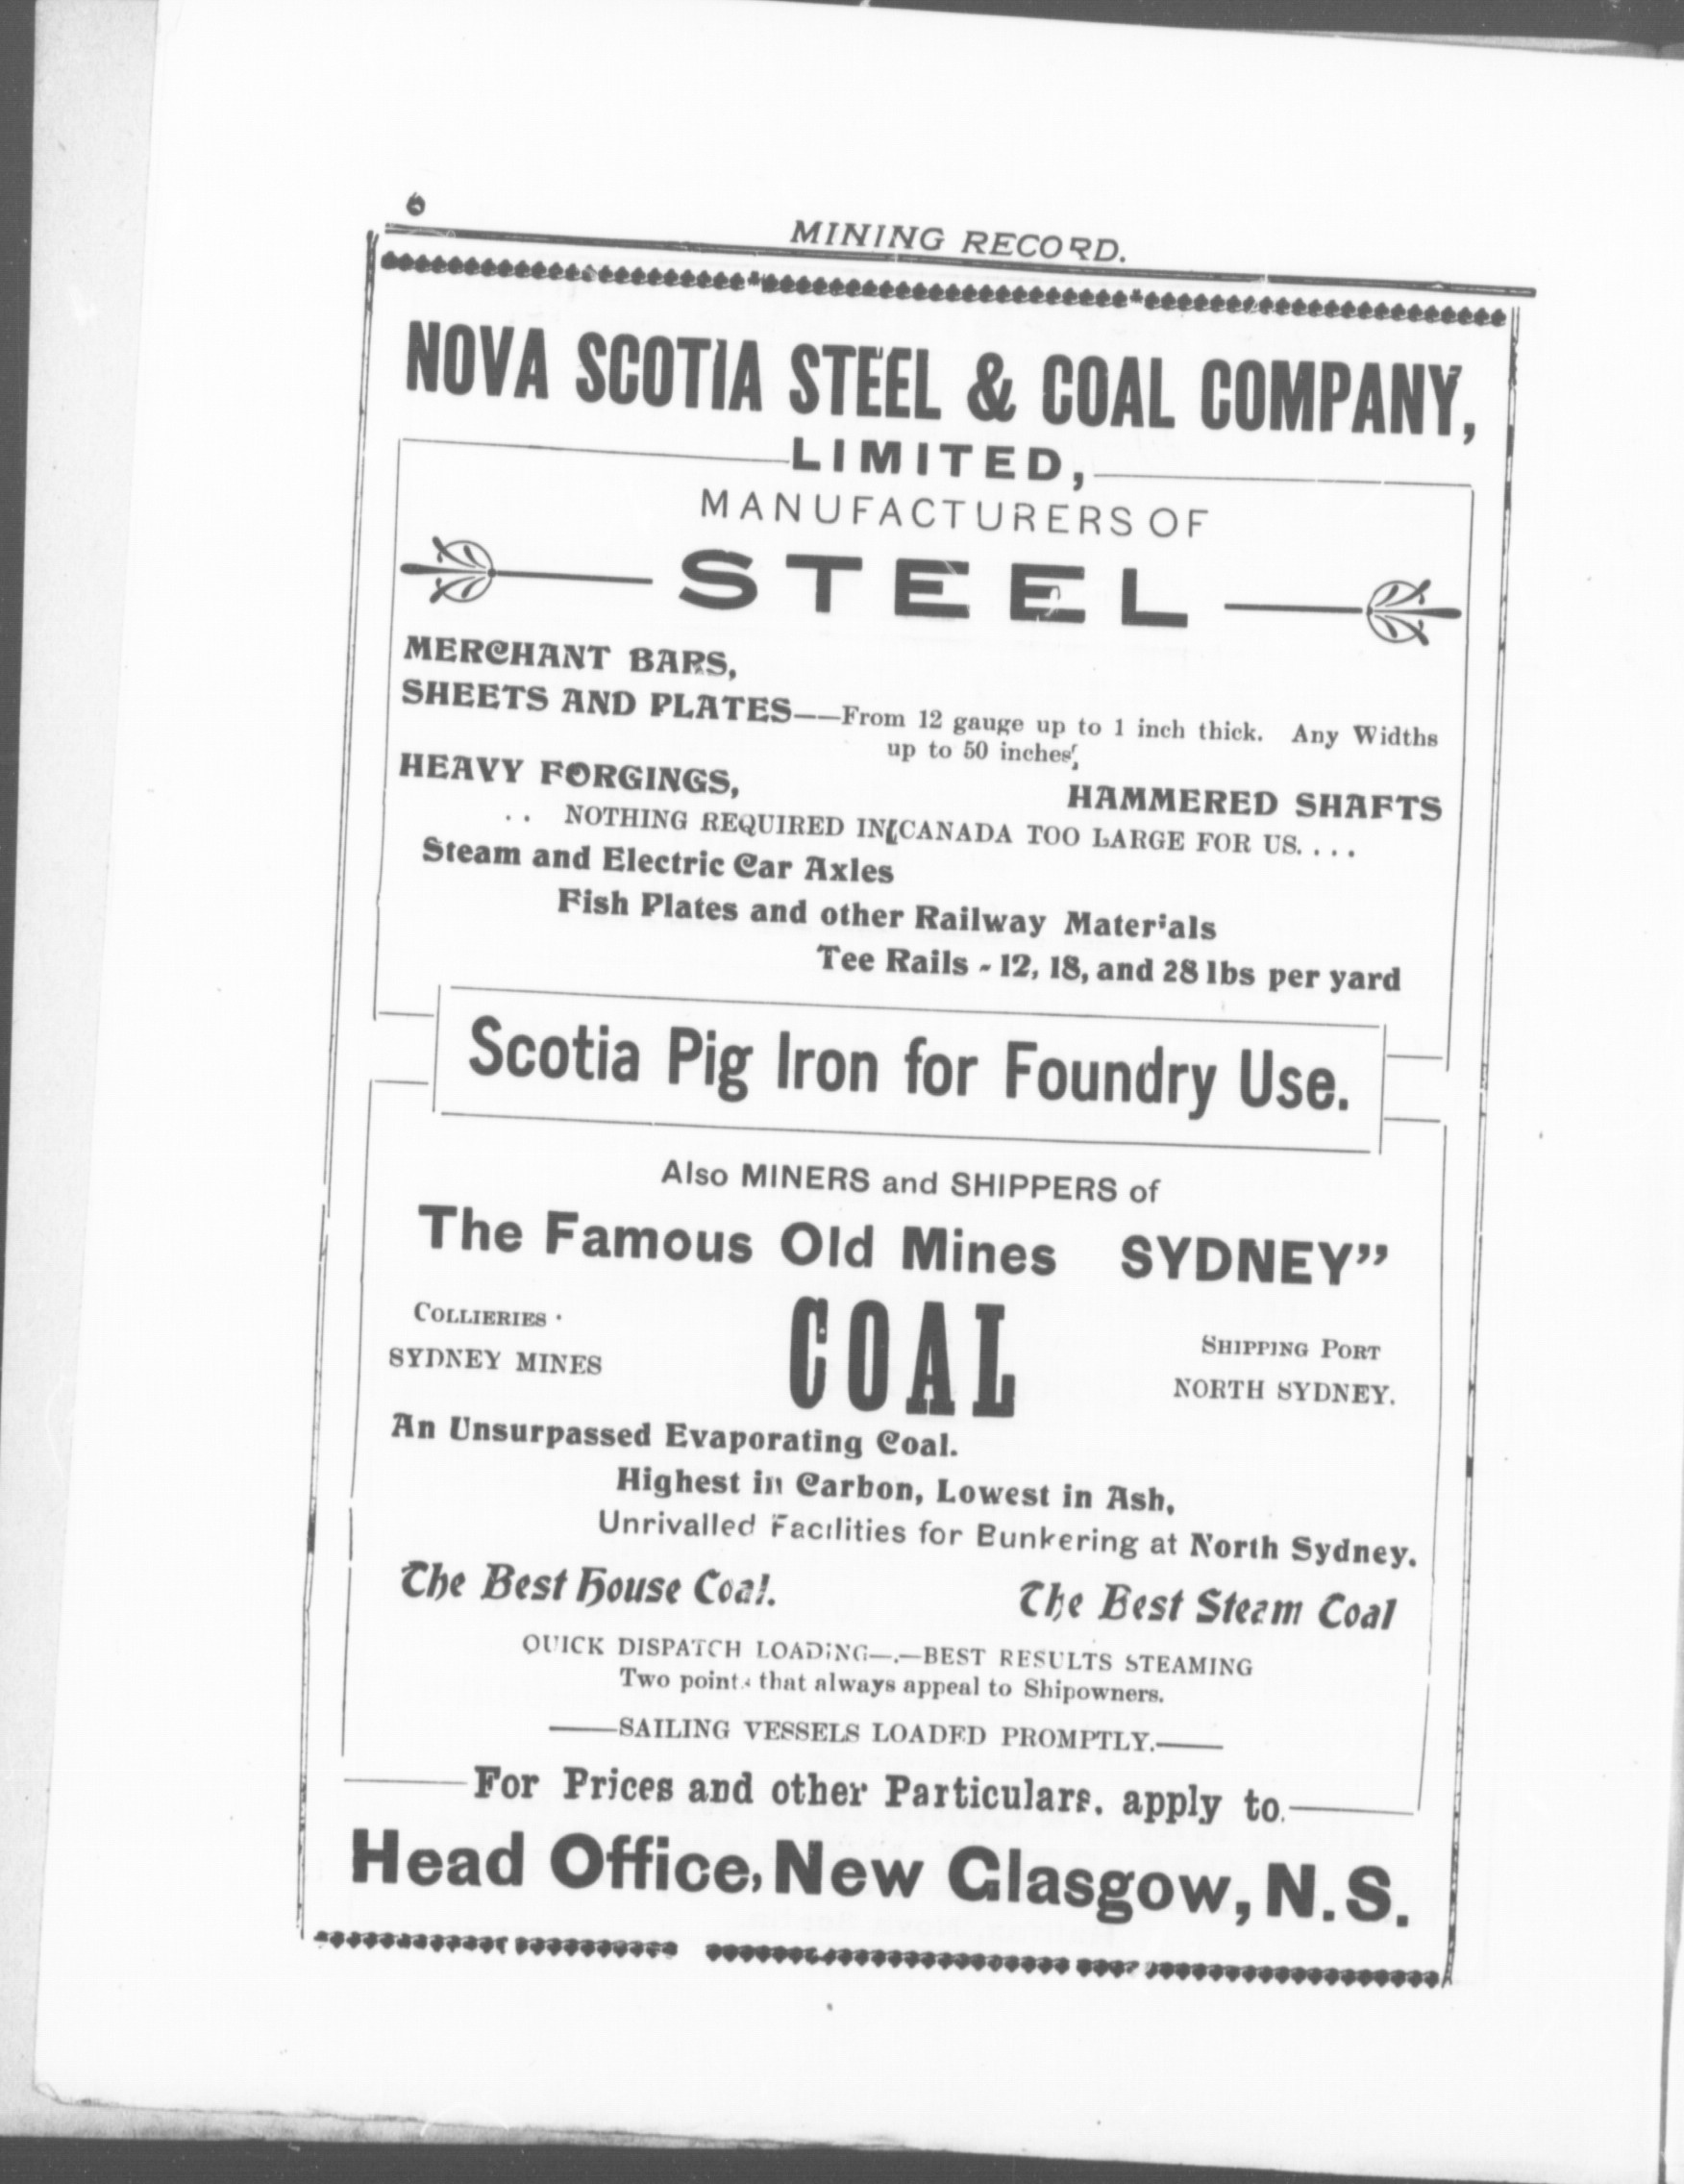 6
MINING RECORD.
NOVA SCOTIA STEEL & COAL COMPANY,
LIMITED,
MANUFACTURERS OF
STEEL
MERCHANT BARS,
SHEETS AND PLATES——From 12 gauge up to 1 inch thick. Any Widths
up to 50 inches,
HEAVY FORGINGS, HAMMERED SHAFTS
. . NOTHING REQUIRED IN CANADA TOO LARGE FOR US. . . .
Steam and Electric Car Axles
Fish Plates and other Railway Materials
Tee Rails - 12, 18, and 28 lbs per yard
Scotia Pig Iron for Foundry Use.
Also MINERS and SHIPPERS of
The Famous Old Mines SYDNEY”
COLLIERIES · COAL SHIPPING PORT
SYDNEY MINES NORTH SYDNEY.
An Unsurpassed Evaporating Coal.
Highest in Carbon, Lowest in Ash,
Unrivalled Facilities for Bunkering at North Sydney.
The Best House Coal. The Best Steam Coal
QUICK DISPATCH LOADING—.—BEST RESULTS STEAMING
Two points that always appeal to Shipowners.
——SAILING VESSELS LOADED PROMPTLY.——
——For Prices and other Particulars, apply to.——
Head Office, New Glasgow, N.S.